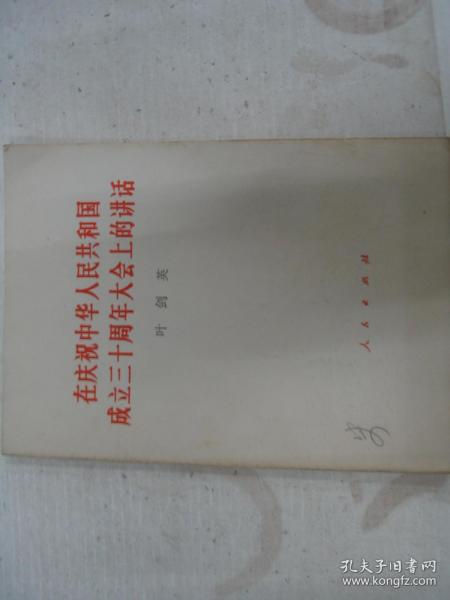 在庆祝中华人民共和国
成立三十周年大会上的讲话
叶剑英
人民出版社
孔夫子旧书网
www.kongfz.com